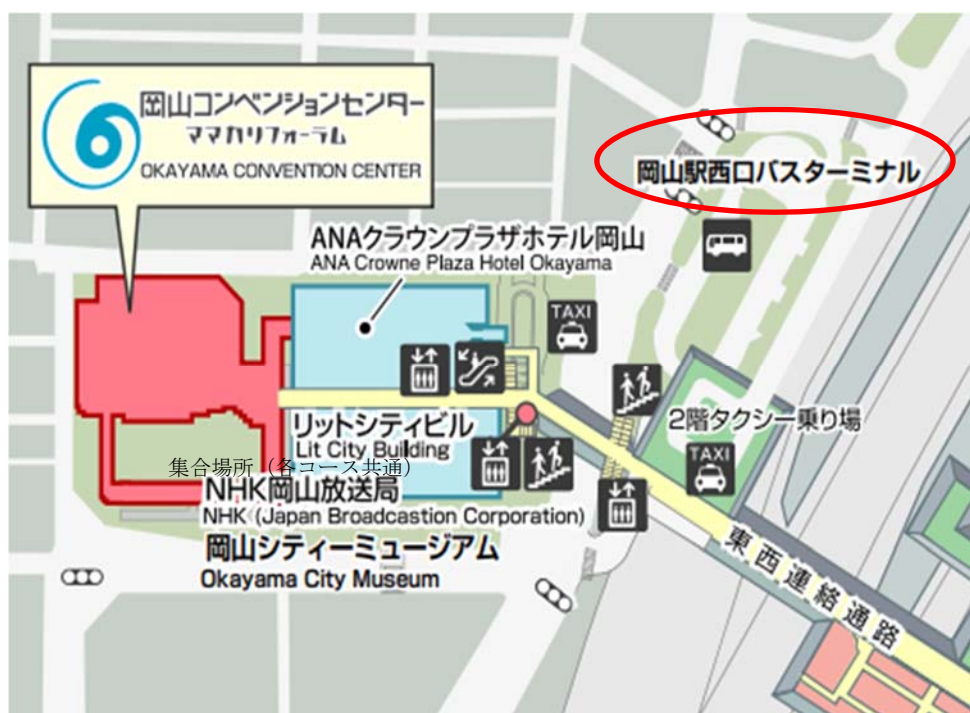 岡山コンベンションセンター
ママカリフォーラム
OKAYAMA CONVENTION CENTER
岡山駅西口バスターミナル
ANAクラウンプラザホテル岡山
ANA Crowne Plaza Hotel Okayama
TAXI
2階タクシー乗り場
TAXI
リットシティビル
Lit City Building
集合場所（各コース共通）
NHK岡山放送局
NHK (Japan Broadcastion Corporation)
岡山シティーミュージアム
Okayama City Museum
東西連絡通路